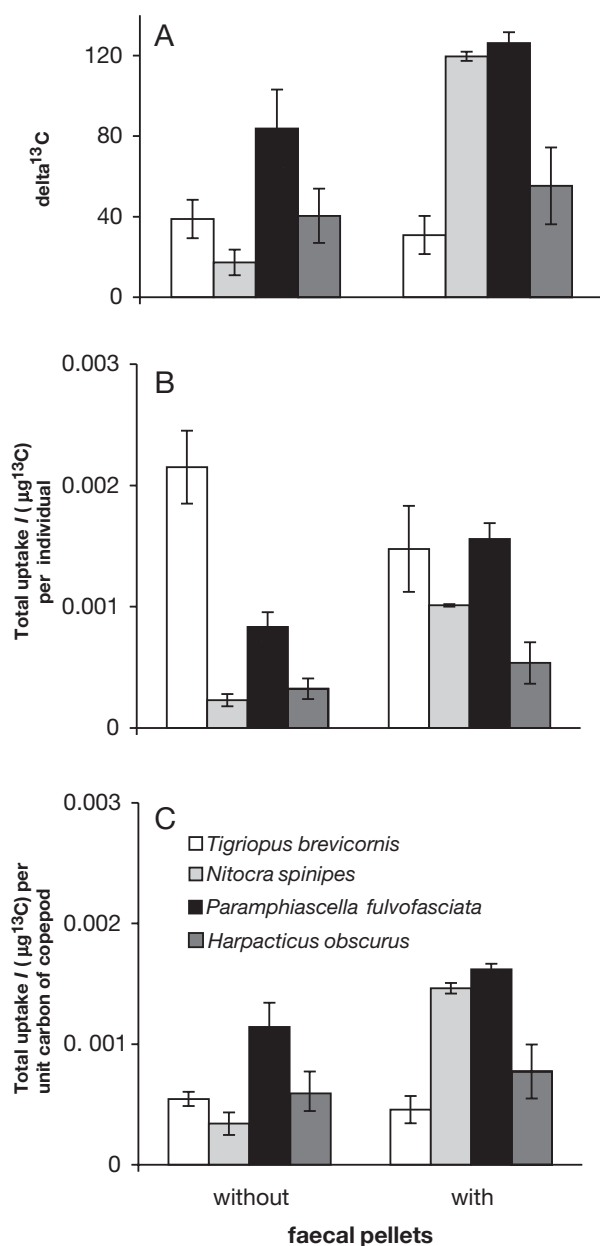 A
120
80
40
0
delta¹³C
B
0.003
0.002
0.001
0
Total uptake I ( µg¹³C)
per individual
C
0.003
0.002
0. 001
0
Total uptake I ( µg¹³C) per
unit carbon of copepod
Tigriopus brevicornis
Nitocra spinipes
Paramphiascella fulvofasciata
Harpacticus obscurus
without with
faecal pellets